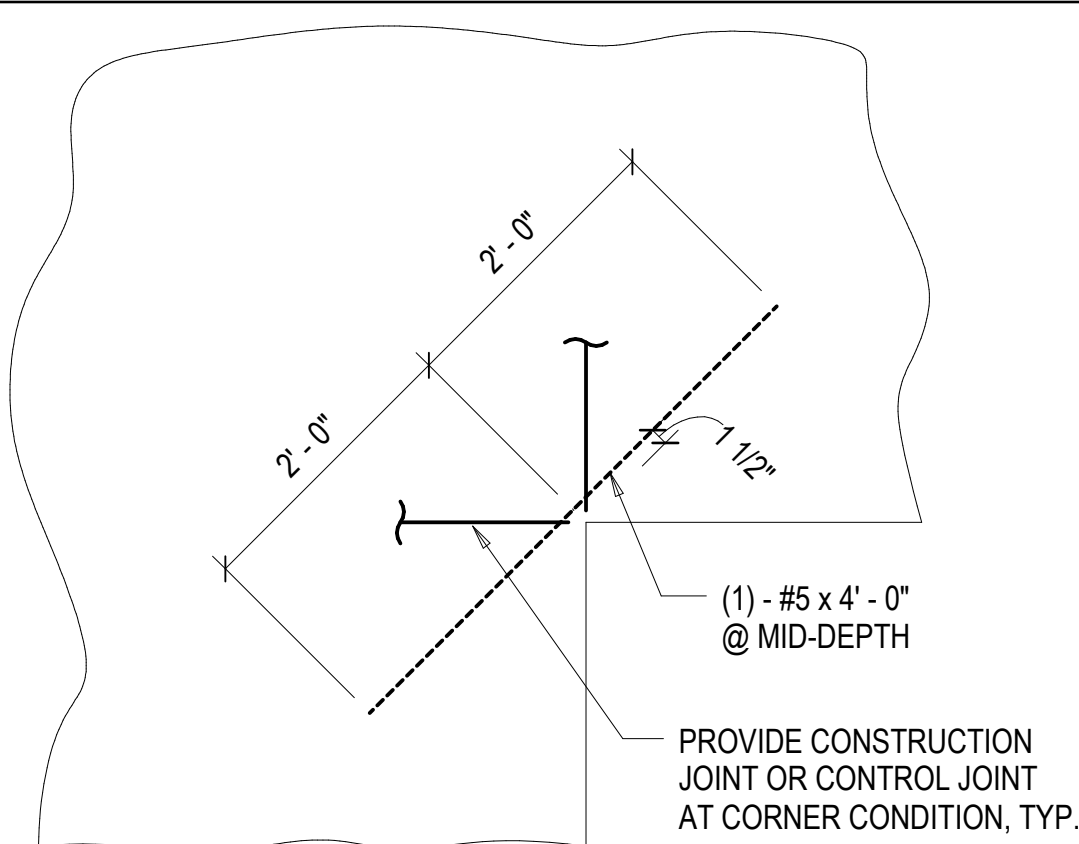 2' - 0"
2' - 0"
1 1/2"
(1) - #5 x 4' - 0"
@ MID-DEPTH
PROVIDE CONSTRUCTION
JOINT OR CONTROL JOINT
AT CORNER CONDITION, TYP.